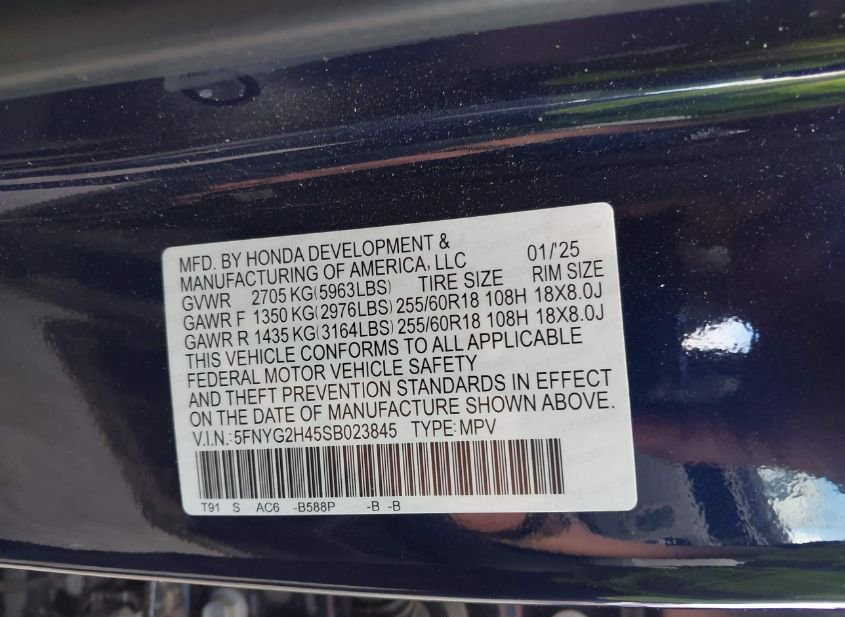 MFD. BY HONDA DEVELOPMENT & 01/'25
MANUFACTURING OF AMERICA, LLC
GVWR 2705 KG(5963LBS) TIRE SIZE RIM SIZE
GAWR F 1350 KG(2976LBS) 255/60R18 108H 18X8.0J
GAWR R 1435 KG(3164LBS) 255/60R18 108H 18X8.0J
THIS VEHICLE CONFORMS TO ALL APPLICABLE
FEDERAL MOTOR VEHICLE SAFETY
AND THEFT PREVENTION STANDARDS IN EFFECT
ON THE DATE OF MANUFACTURE SHOWN ABOVE.
V.I.N.:5FNYG2H45SB023845 TYPE:MPV
T91 S AC6 -B588P -B -B